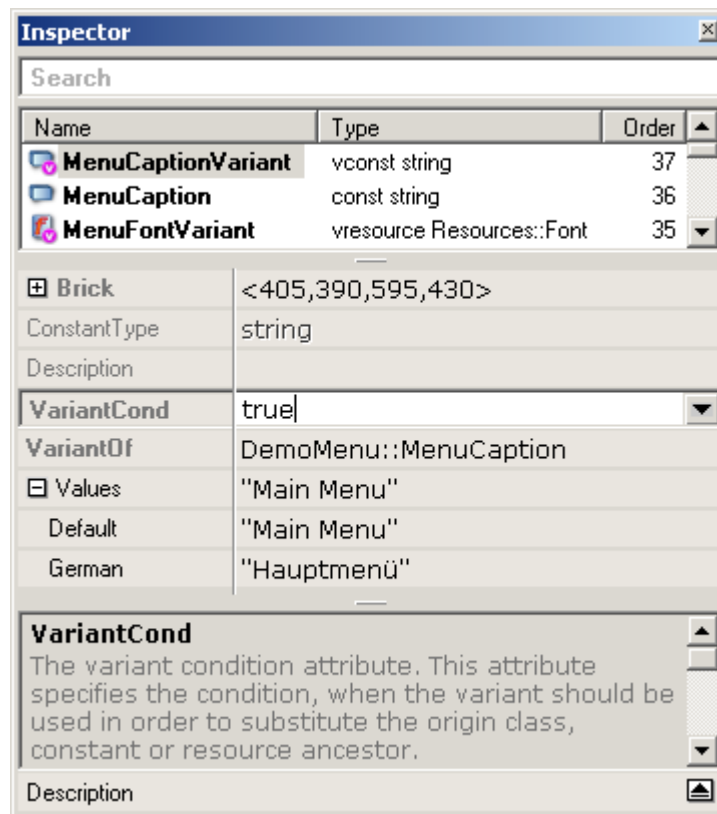 Inspector
Search
Name Type Order
MenuCaptionVariant vconst string 37
MenuCaption const string 36
MenuFontVariant vresource Resources::Font 35
Brick <405,390,595,430>
ConstantType string
Description
VariantCond true
VariantOf DemoMenu::MenuCaption
Values "Main Menu"
Default "Main Menu"
German "Hauptmenü"
VariantCond
The variant condition attribute. This attribute
specifies the condition, when the variant should be
used in order to substitute the origin class,
constant or resource ancestor.
Description